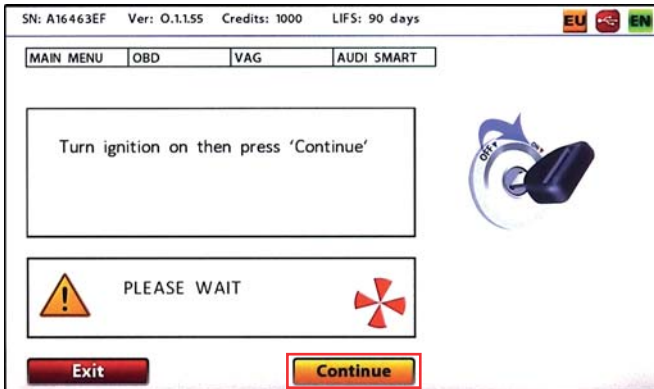 SN: A16463EF Ver: O.1.1.55 Credits: 1000 LIFS: 90 days EU EN
MAIN MENU OBD VAG AUDI SMART
Turn ignition on then press 'Continue'
OFF ON
PLEASE WAIT
Exit Continue